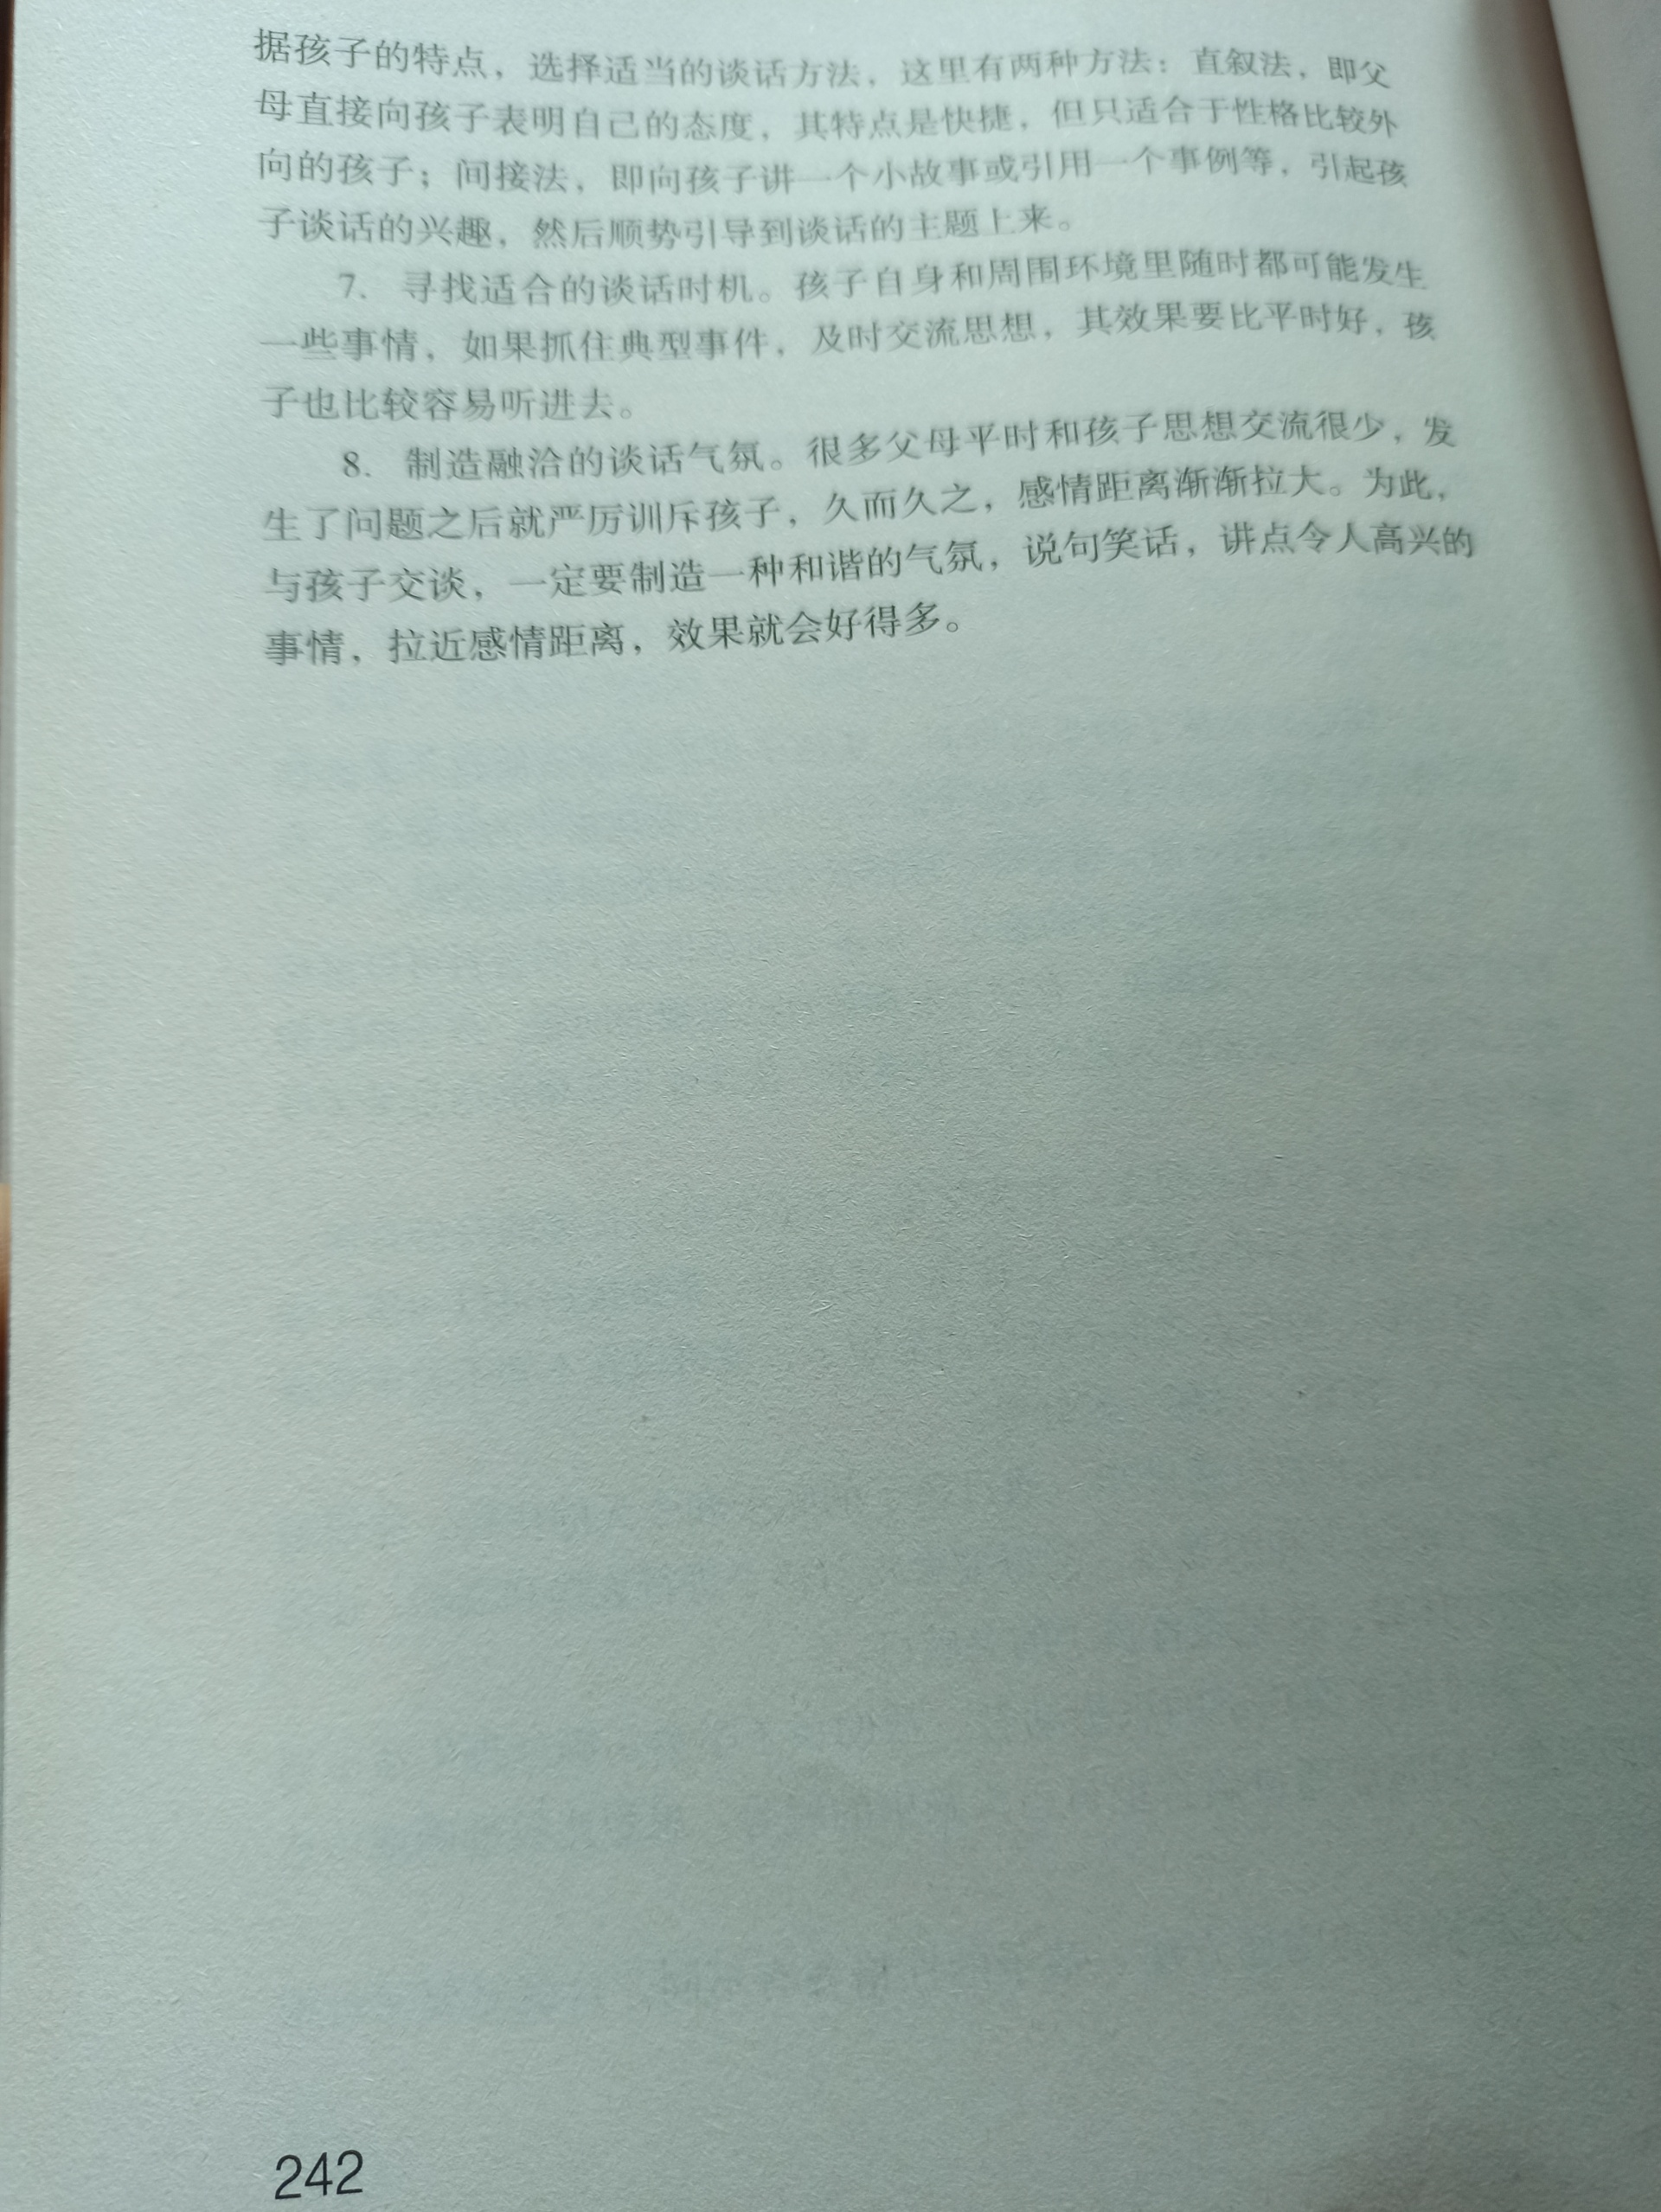 据孩子的特点，选择适当的谈话方法，这里有两种方法：直叙法，即父
母直接向孩子表明自己的态度，其特点是快捷，但只适合于性格比较外
向的孩子；间接法，即向孩子讲一个小故事或引用一个事例等，引起孩
子谈话的兴趣，然后顺势引导到谈话的主题上来。
7. 寻找适合的谈话时机。孩子自身和周围环境里随时都可能发生
一些事情，如果抓住典型事件，及时交流思想，其效果要比平时好，孩
子也比较容易听进去。
8. 制造融洽的谈话气氛。很多父母平时和孩子思想交流很少，发
生了问题之后就严厉训斥孩子，久而久之，感情距离渐渐拉大。为此，
与孩子交谈，一定要制造一种和谐的气氛，说句笑话，讲点令人高兴的
事情，拉近感情距离，效果就会好得多。
242